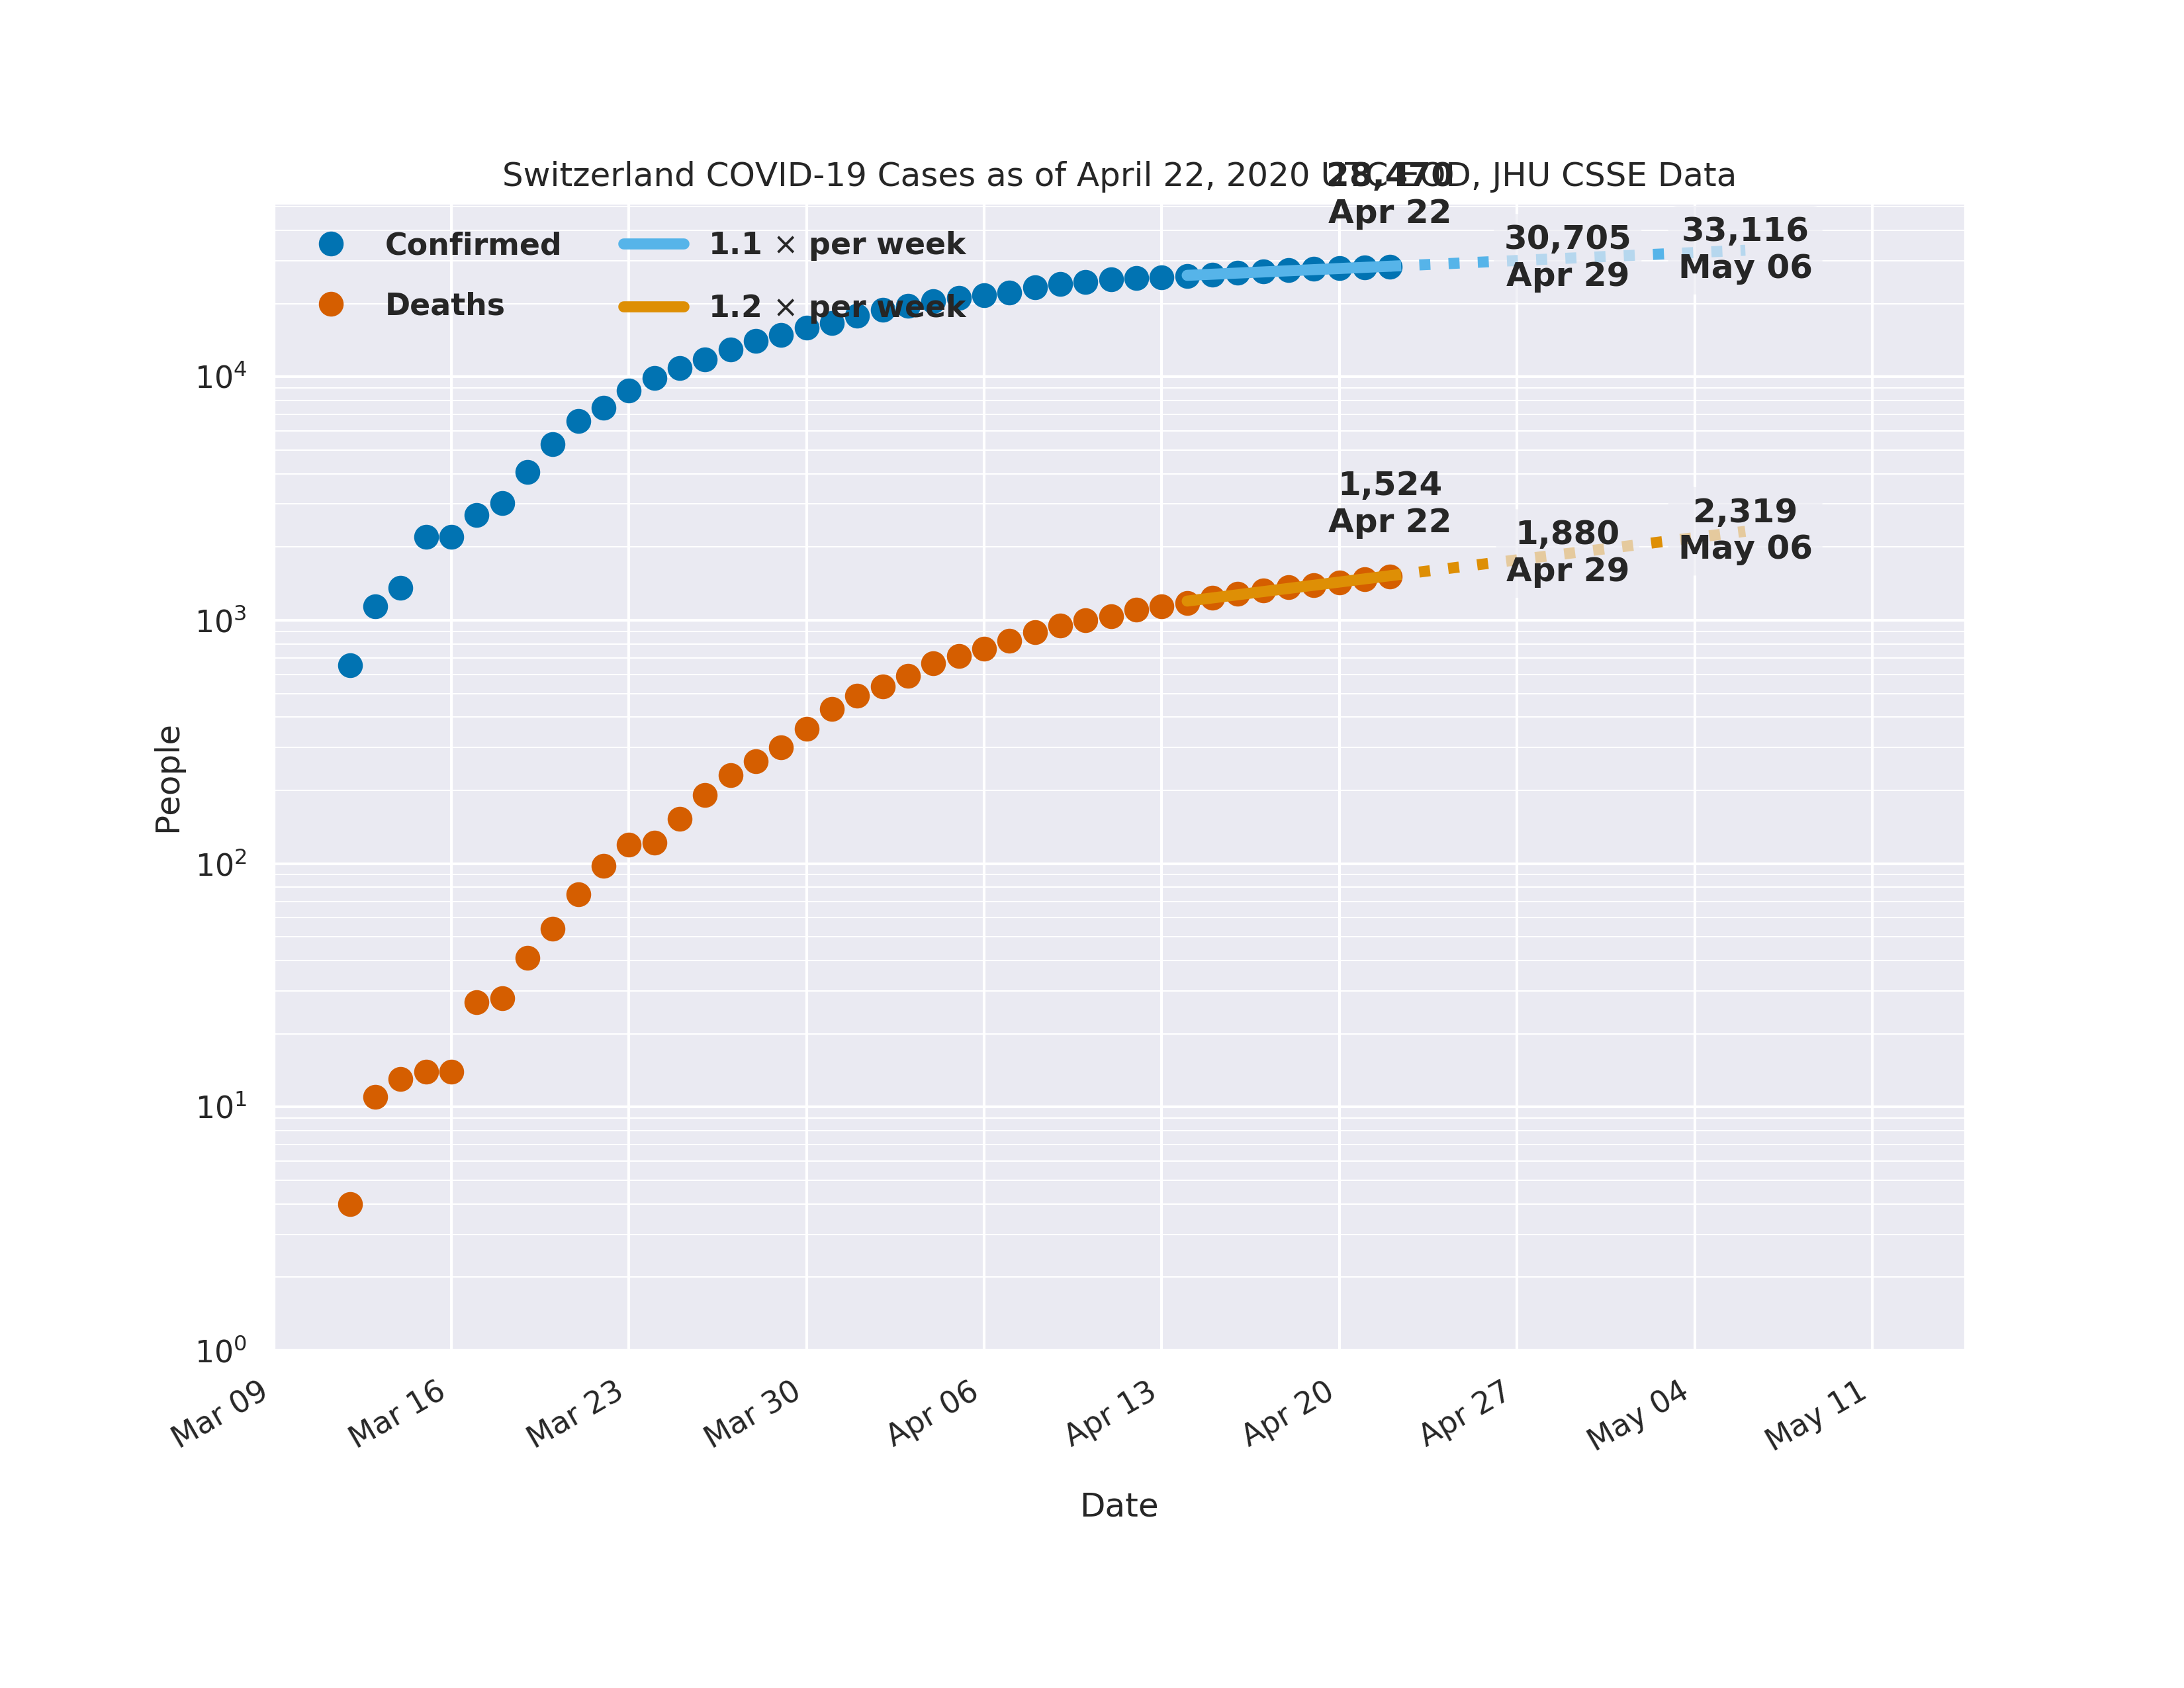 Switzerland COVID-19 Cases as of April 22, 2020 UTC EOD, JHU CSSE Data
28,470
Apr 22
30,705
Apr 29
33,116
May 06
Confirmed
Deaths
1.1 × per week
1.2 × per week
1,524
Apr 22
1,880
Apr 29
2,319
May 06
People
10⁴
10³
10²
10¹
10⁰
Mar 09
Mar 16
Mar 23
Mar 30
Apr 06
Apr 13
Apr 20
Apr 27
May 04
May 11
Date